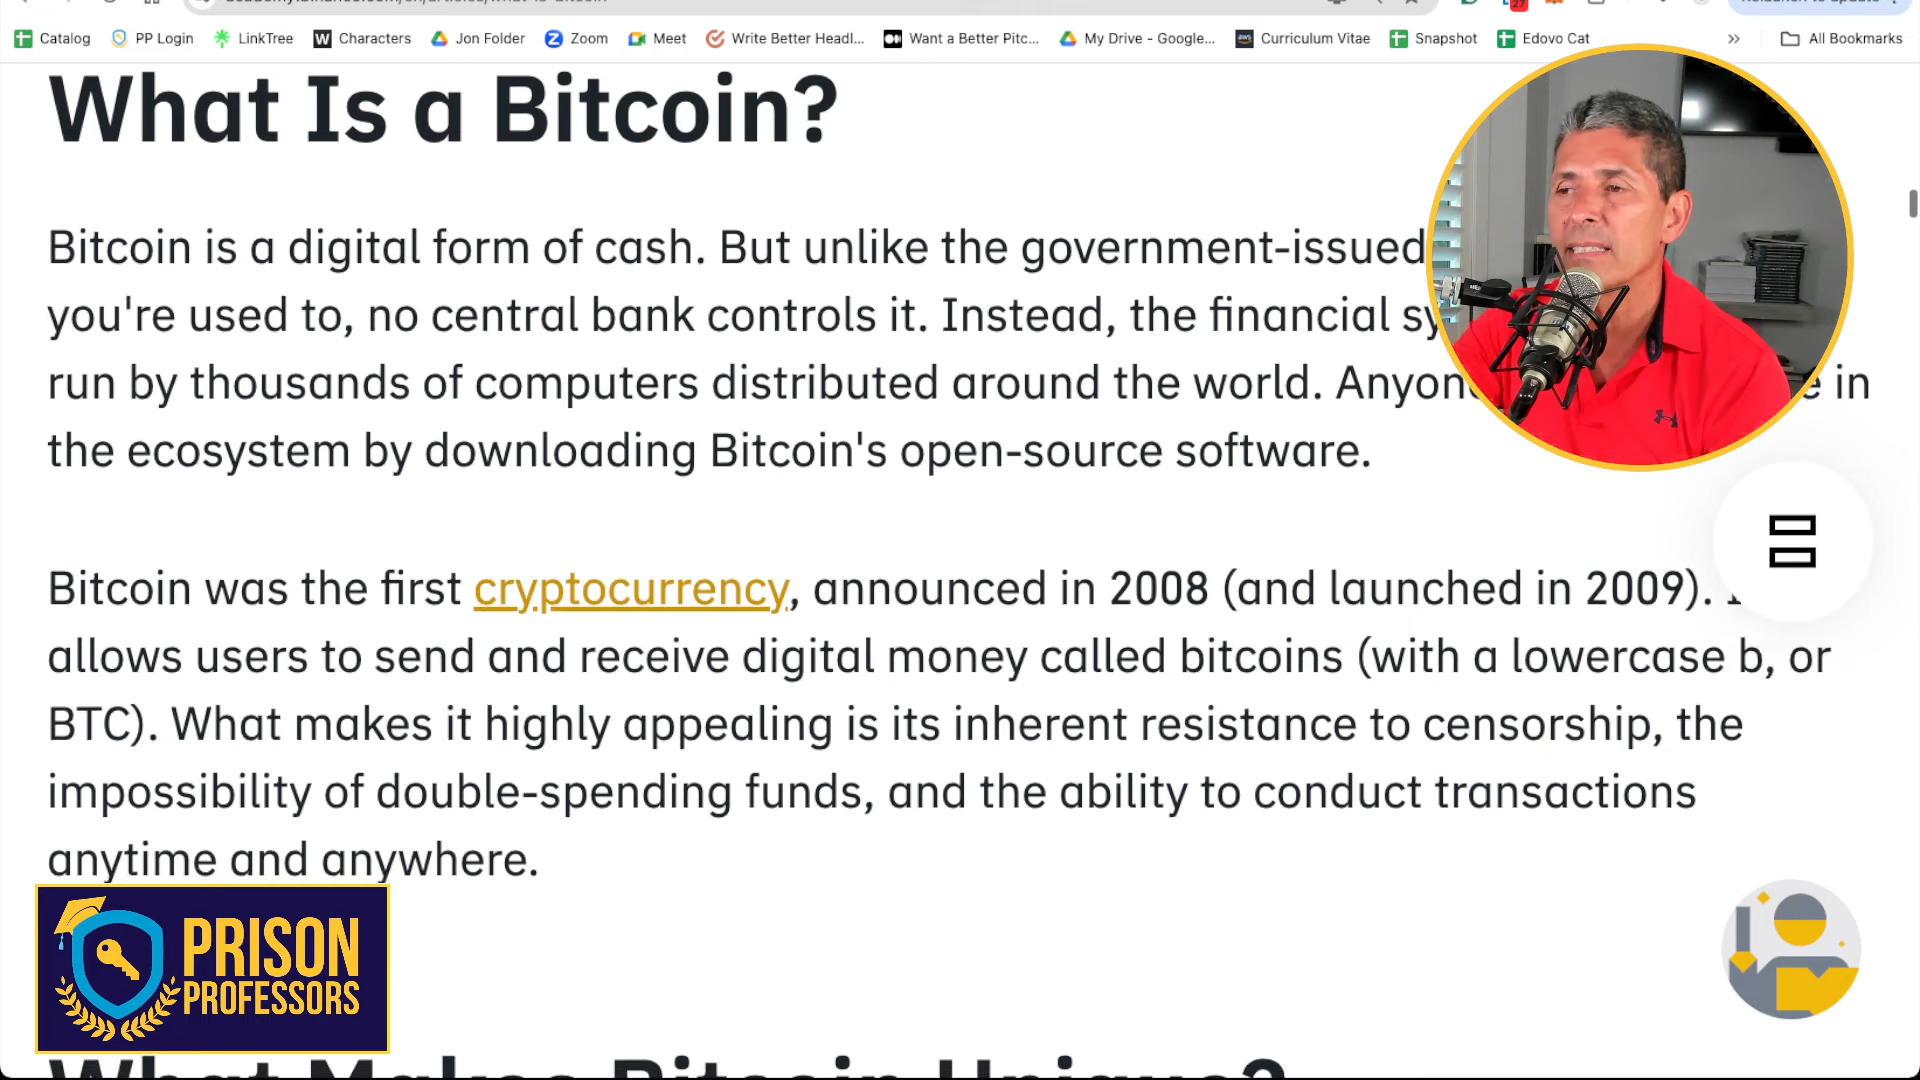 27
Catalog PP Login LinkTree Characters Jon Folder Zoom Meet Write Better Headl... Want a Better Pitc... My Drive - Google... Curriculum Vitae Snapshot Edovo Cat » All Bookmarks
What Is a Bitcoin?
Bitcoin is a digital form of cash. But unlike the government-issued
you're used to, no central bank controls it. Instead, the financial
run by thousands of computers distributed around the world. in
the ecosystem by downloading Bitcoin's open-source software.
Bitcoin was the first cryptocurrency, announced in 2008 (and launched in 2009).
allows users to send and receive digital money called bitcoins (with a lowercase b, or
BTC). What makes it highly appealing is its inherent resistance to censorship, the
impossibility of double-spending funds, and the ability to conduct transactions
anytime and anywhere.
PRISON
PROFESSORS
What Makes Bitcoin Unique?